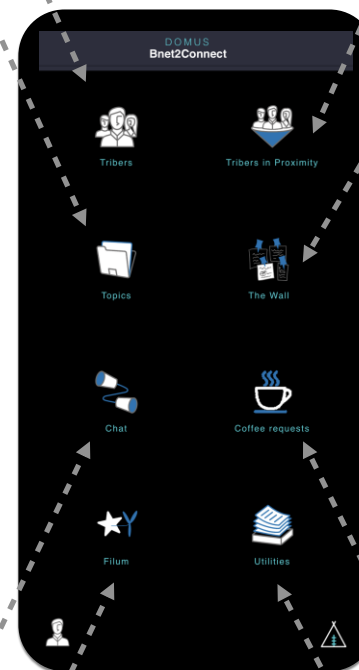 DOMUS
Bnet2Connect
Tribers
Tribers in Proximity
Topics
The Wall
Chat
Coffee requests
Filum
Utilities